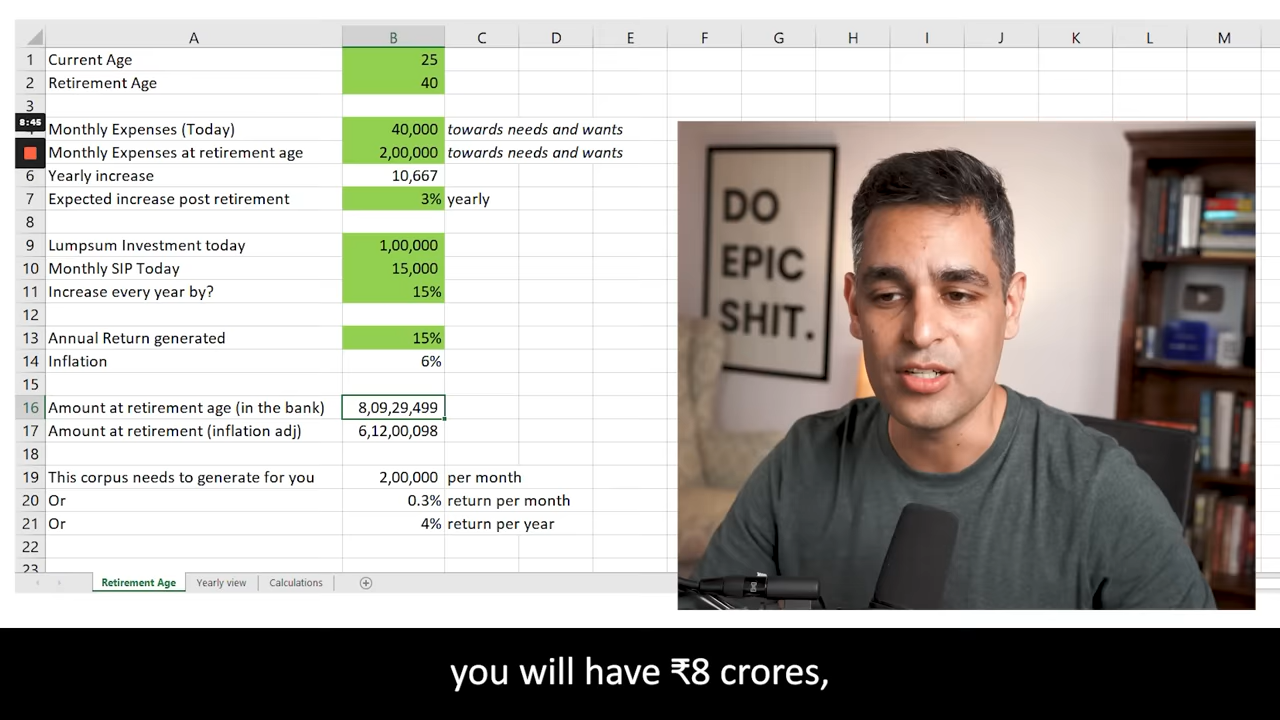 A B C D E F G H I J K L M
1 Current Age 25
2 Retirement Age 40
3
8:45
Monthly Expenses (Today) 40,000 towards needs and wants
Monthly Expenses at retirement age 2,00,000 towards needs and wants
6 Yearly increase 10,667
7 Expected increase post retirement 3% yearly
8
9 Lumpsum Investment today 1,00,000
10 Monthly SIP Today 15,000
11 Increase every year by? 15%
12
13 Annual Return generated 15%
14 Inflation 6%
15
16 Amount at retirement age (in the bank) 8,09,29,499
17 Amount at retirement (inflation adj) 6,12,00,098
18
19 This corpus needs to generate for you 2,00,000 per month
20 Or 0.3% return per month
21 Or 4% return per year
22
23
Retirement Age Yearly view Calculations
DO
EPIC
SHIT.
you will have ₹8 crores,